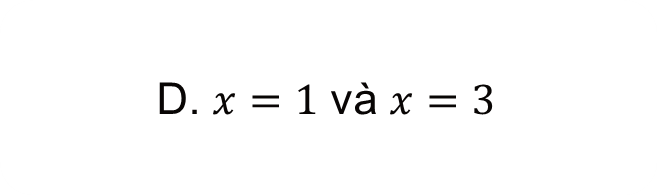 D. x = 1 và x = 3